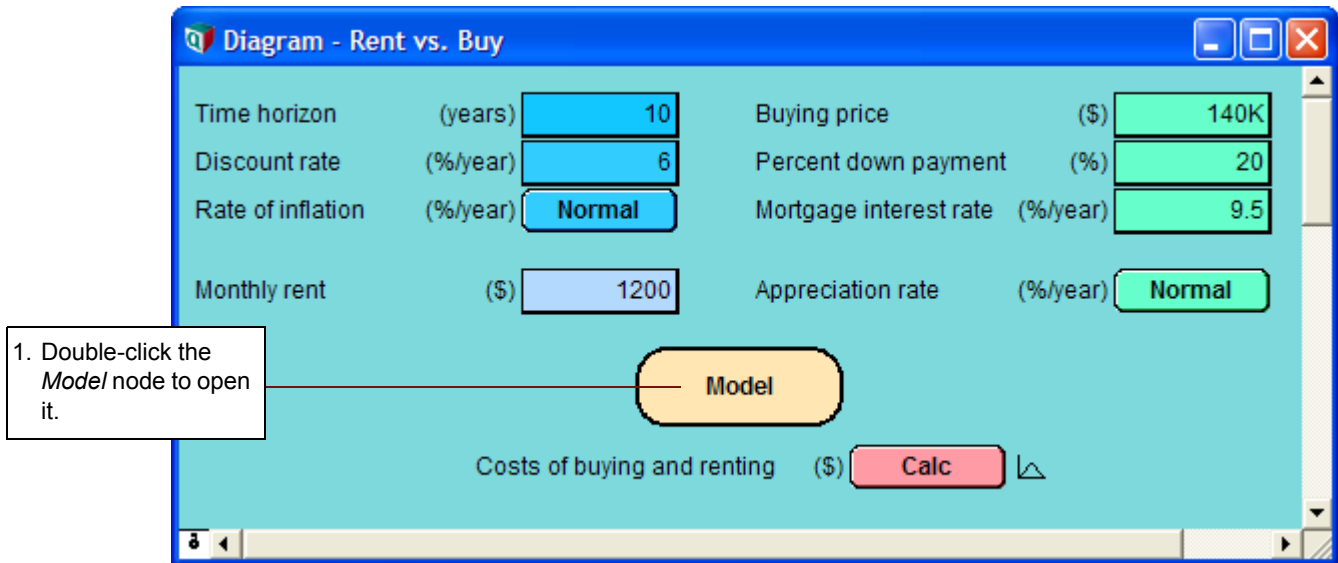 Diagram - Rent vs. Buy
Time horizon (years) 10 Buying price ($) 140K
Discount rate (%/year) 6 Percent down payment (%) 20
Rate of inflation (%/year) Normal Mortgage interest rate (%/year) 9.5
Monthly rent ($) 1200 Appreciation rate (%/year) Normal
1. Double-click the
Model node to open
it.
Model
Costs of buying and renting ($) Calc